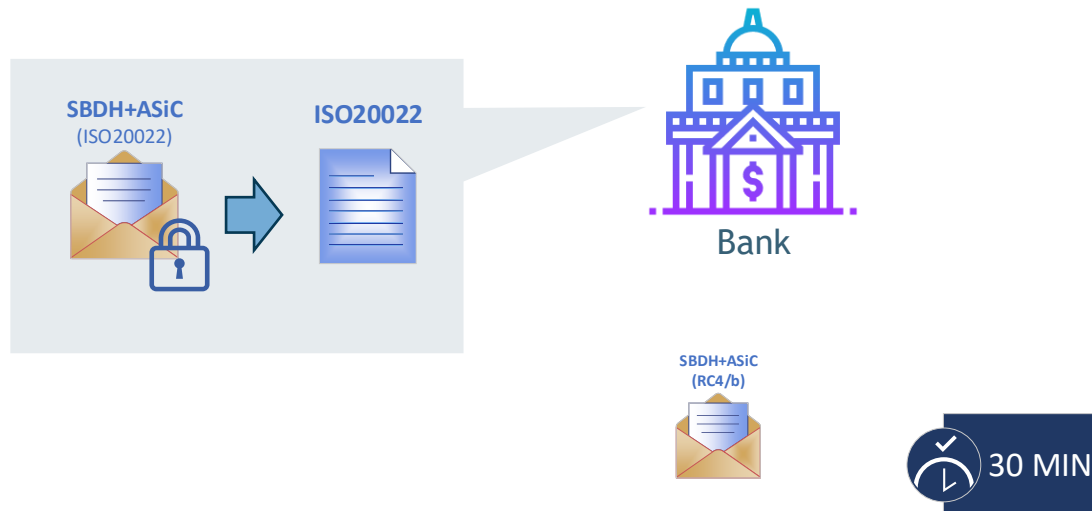 SBDH+ASiC
(ISO20022)
ISO20022
$
Bank
SBDH+ASiC
(RC4/b)
30 MIN